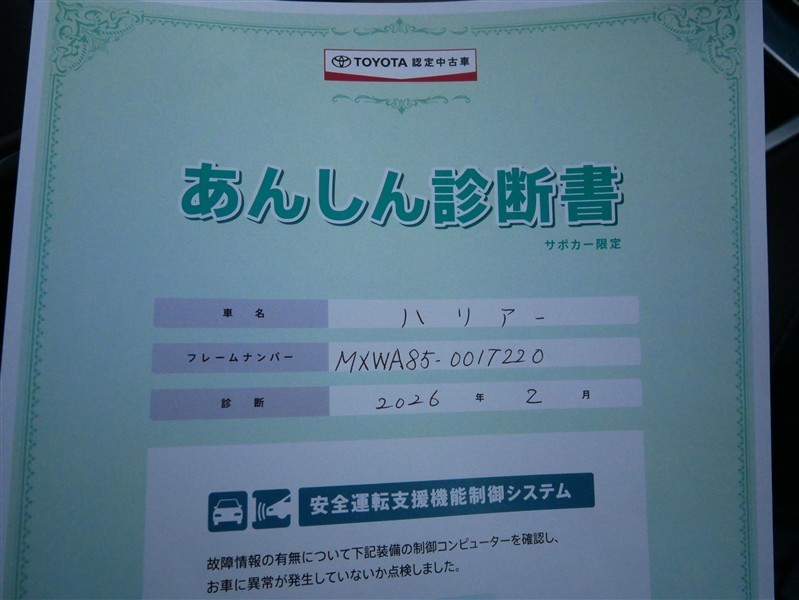 TOYOTA 認定中古車
あんしん診断書
サポカー限定
車 名 ハリアー
フレームナンバー MXWA85-0017220
診 断 2026 年 2 月
安全運転支援機能制御システム
故障情報の有無について下記装備の制御コンピューターを確認し、
お車に異常が発生していないか点検しました。